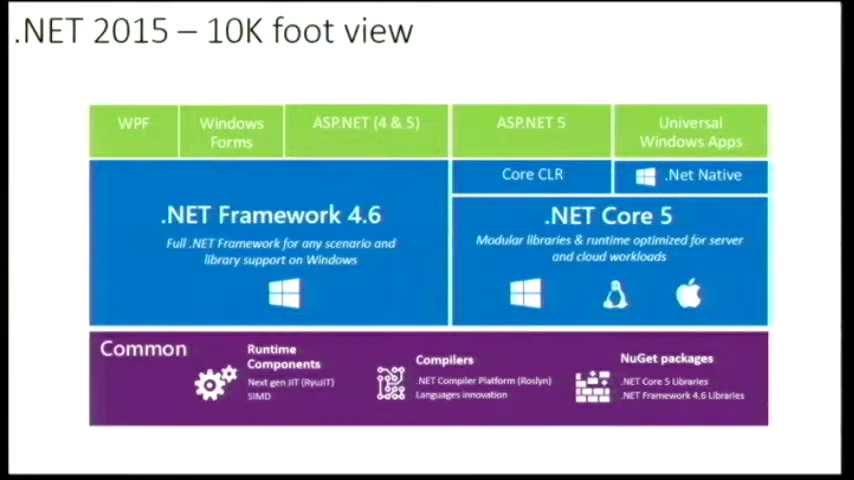 .NET 2015 – 10K foot view
WPF
Windows
Forms
ASP.NET (4 & 5)
ASP.NET 5
Universal
Windows Apps
Core CLR
.Net Native
.NET Framework 4.6
Full .NET Framework for any scenario and
library support on Windows
.NET Core 5
Modular libraries & runtime optimized for server
and cloud workloads
Common
Runtime
Components
Next gen JIT (RyuJIT)
SIMD
Compilers
.NET Compiler Platform (Roslyn)
Languages innovation
NuGet packages
.NET Core 5 Libraries
.NET Framework 4.6 Libraries